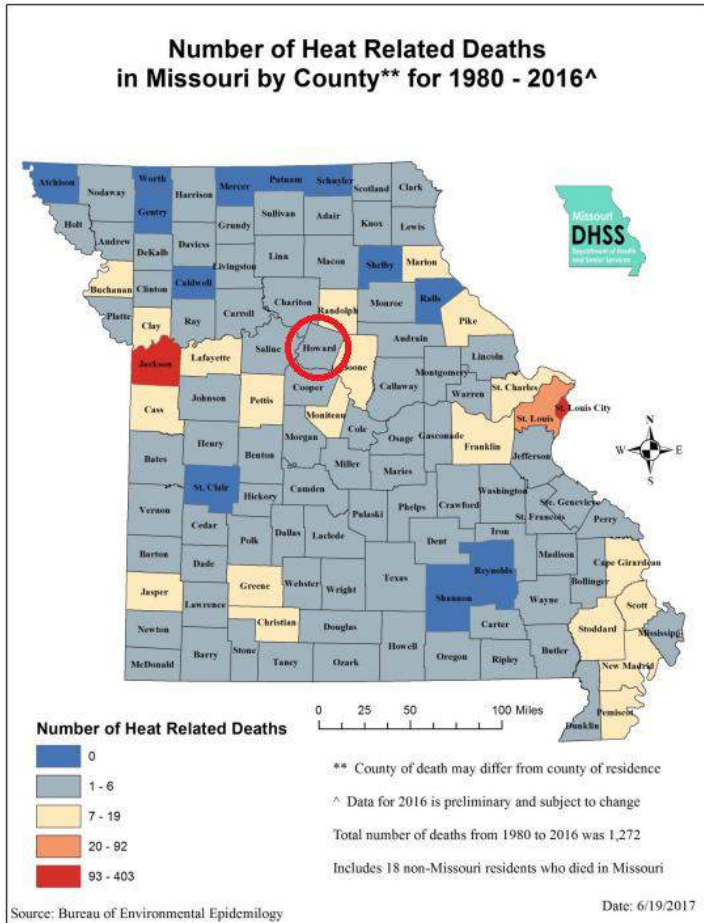 Number of Heat Related Deaths
in Missouri by County** for 1980 - 2016^
Atchison
Nodaway
Worth
Harrison
Mercer
Putnam
Schuyler
Scotland
Clark
Holt
Gentry
Sullivan
Adair
Knox
Lewis
Andrew
Daviess
Grundy
DeKalb
Linn
Macon
Shelby
Marion
Buchanan
Clinton
Caldwell
Livingston
Chariton
Randolph
Monroe
Ralls
Platte
Clay
Ray
Carroll
Pike
Audrain
Jackson
Lafayette
Saline
Howard
Boone
Lincoln
Montgomery
Callaway
Warren
St. Charles
Cooper
Cass
Johnson
Pettis
Moniteau
St. Louis
St. Louis City
Cole
Osage
Gasconade
Franklin
Morgan
Jefferson
Henry
Benton
Miller
Maries
Bates
St. Clair
Hickory
Camden
Washington
Vernon
Pulaski
Phelps
Crawford
Ste. Genevieve
St. Francois
Perry
Cedar
Polk
Dallas
Laclede
Dent
Iron
Madison
Barton
Dade
Cape Girardeau
Bollinger
Jasper
Greene
Webster
Wright
Texas
Shannon
Reynolds
Wayne
Scott
Lawrence
Christian
Douglas
Stoddard
Mississippi
Newton
Howell
Carter
Butler
New Madrid
McDonald
Barry
Stone
Taney
Ozark
Oregon
Ripley
Dunklin
Pemiscot
Missouri
DHSS
Department of Health
and Senior Services
N
W
E
S
0 25 50 100 Miles
Number of Heat Related Deaths
0
1 - 6
7 - 19
20 - 92
93 - 403
** County of death may differ from county of residence
^ Data for 2016 is preliminary and subject to change
Total number of deaths from 1980 to 2016 was 1,272
Includes 18 non-Missouri residents who died in Missouri
Source: Bureau of Environmental Epidemilogy
Date: 6/19/2017